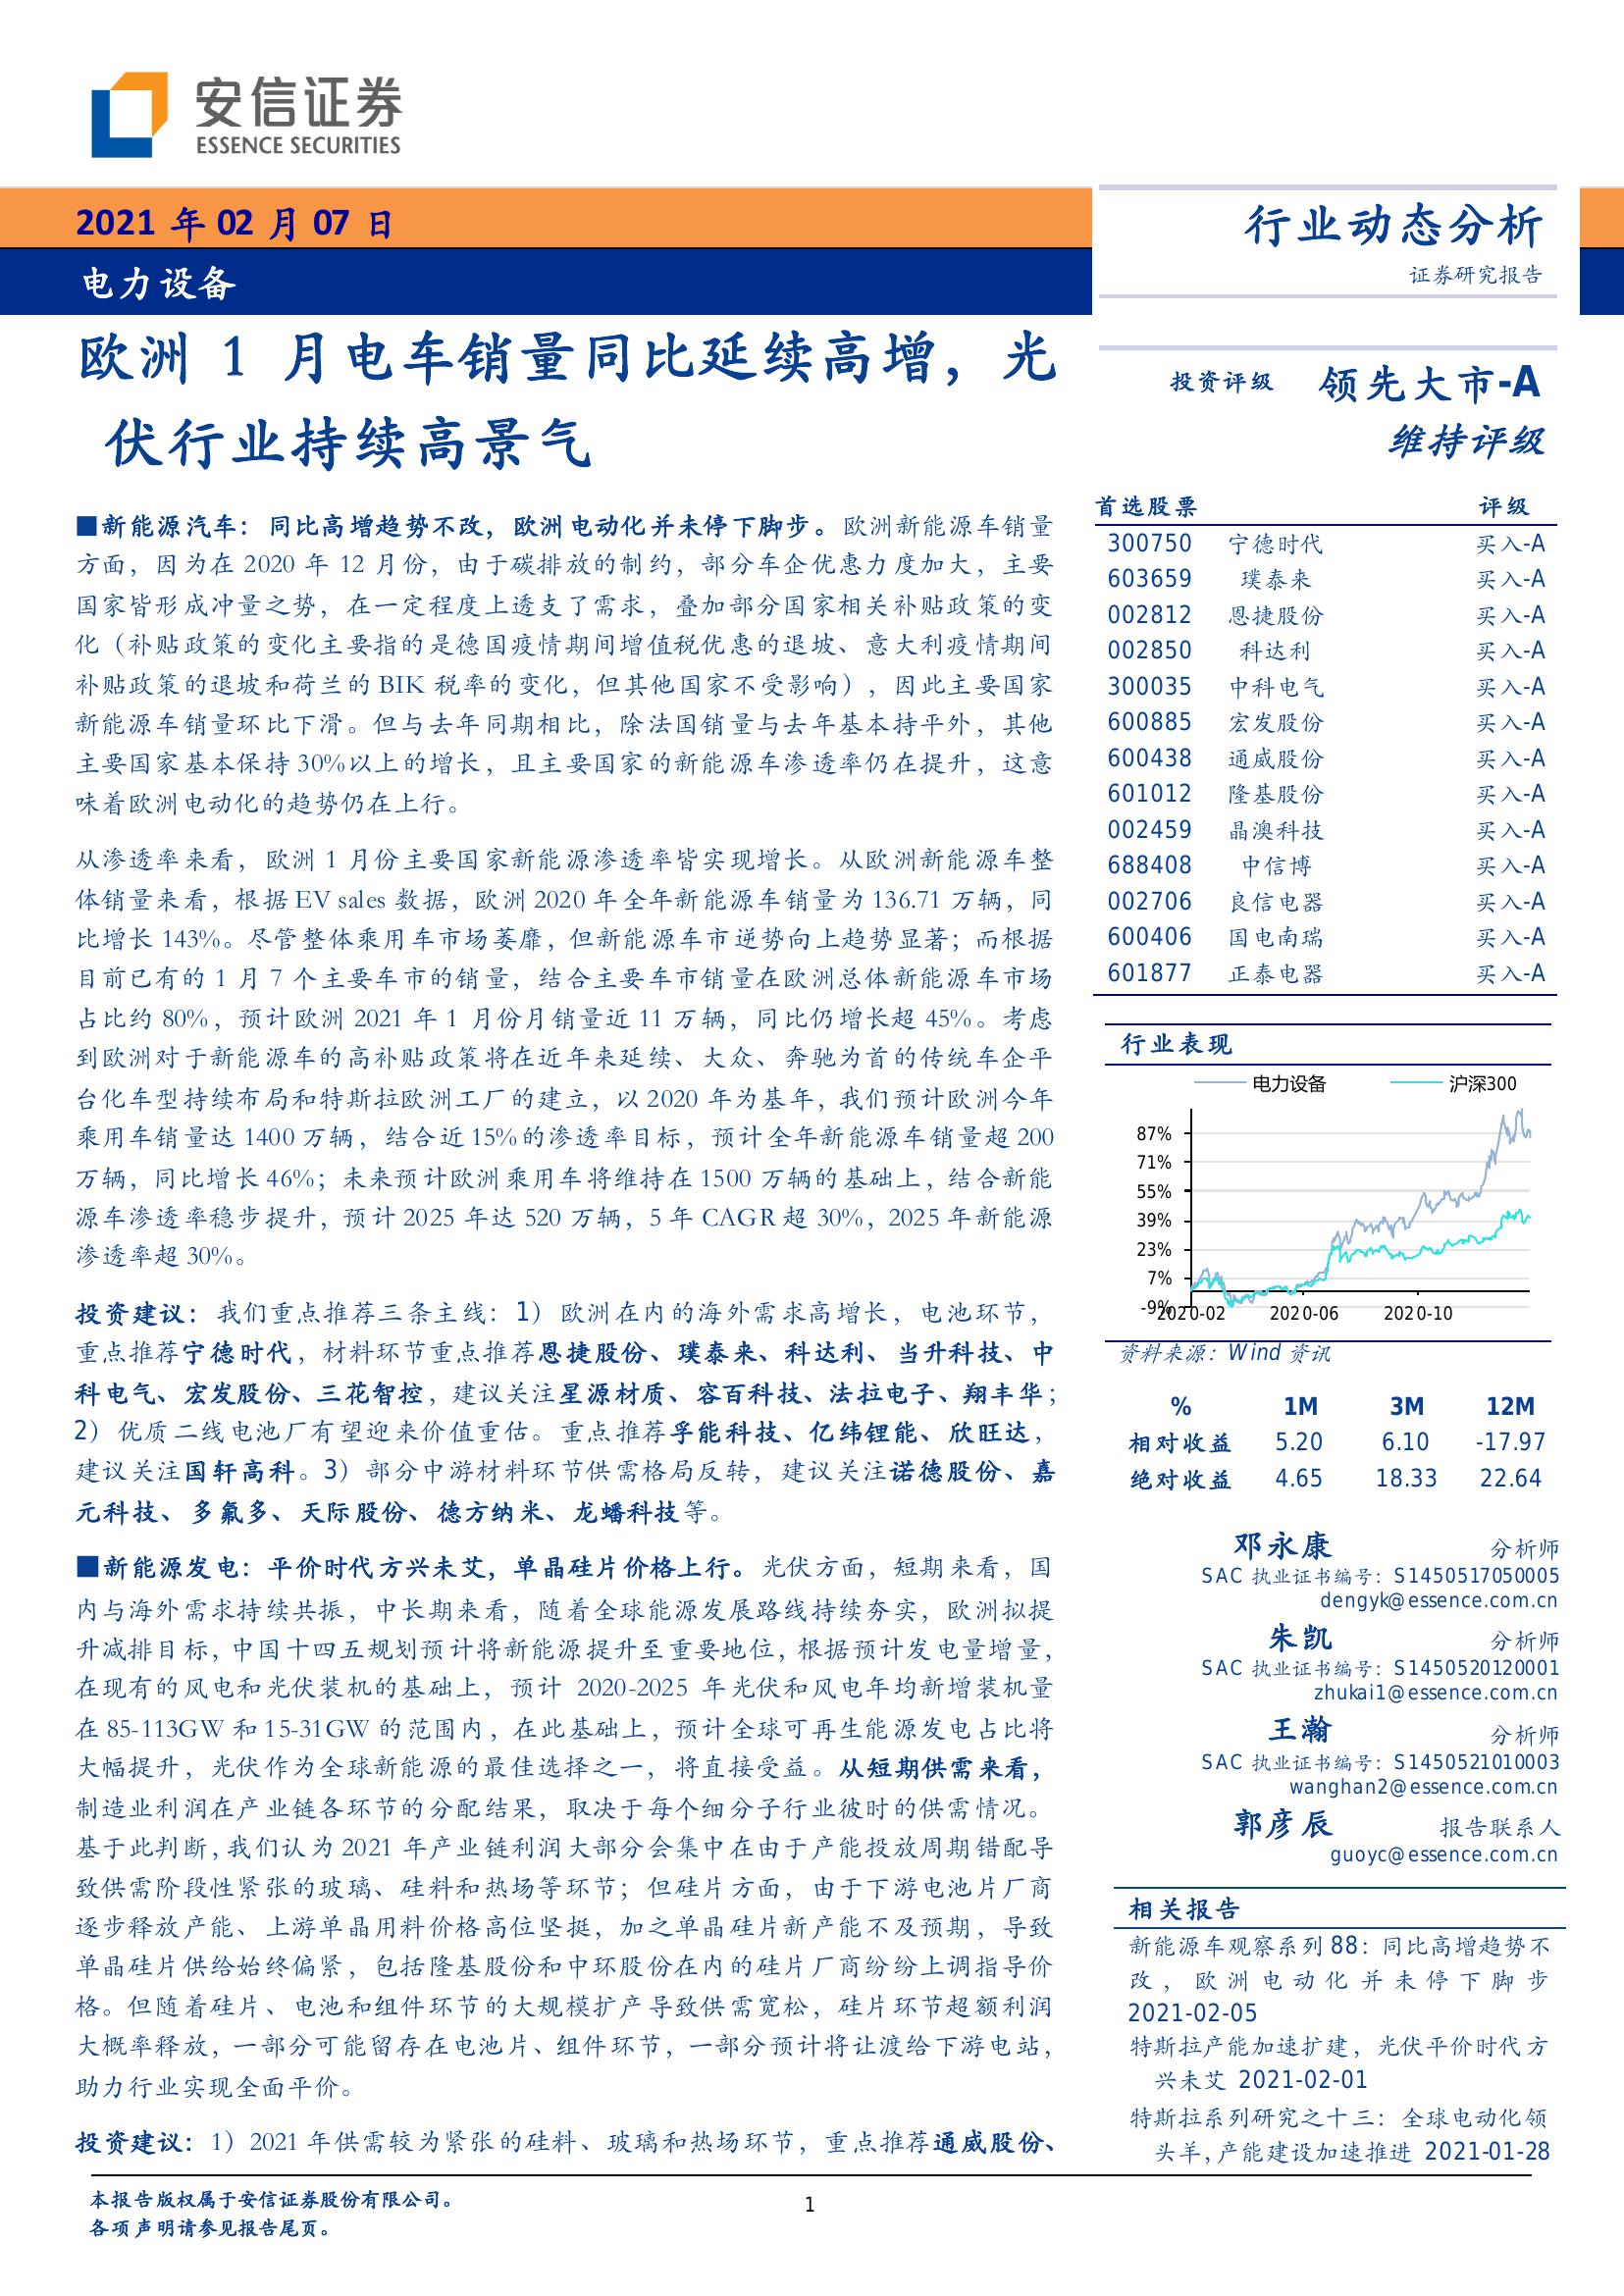 安信证券
ESSENCE SECURITIES
2021 年 02 月 07 日
电力设备
行业动态分析
证券研究报告
欧洲 1 月电车销量同比延续高增，光
伏行业持续高景气
■新能源汽车：同比高增趋势不改，欧洲电动化并未停下脚步。欧洲新能源车销量
方面，因为在 2020 年 12 月份，由于碳排放的制约，部分车企优惠力度加大，主要
国家皆形成冲量之势，在一定程度上透支了需求，叠加部分国家相关补贴政策的变
化（补贴政策的变化主要指的是德国疫情期间增值税优惠的退坡、意大利疫情期间
补贴政策的退坡和荷兰的 BIK 税率的变化，但其他国家不受影响），因此主要国家
新能源车销量环比下滑。但与去年同期相比，除法国销量与去年基本持平外，其他
主要国家基本保持 30%以上的增长，且主要国家的新能源车渗透率仍在提升，这意
味着欧洲电动化的趋势仍在上行。
从渗透率来看，欧洲 1 月份主要国家新能源渗透率皆实现增长。从欧洲新能源车整
体销量来看，根据 EV sales 数据，欧洲 2020 年全年新能源车销量为 136.71 万辆，同
比增长 143%。尽管整体乘用车市场萎靡，但新能源车市逆势向上趋势显著；而根据
目前已有的 1 月 7 个主要车市的销量，结合主要车市销量在欧洲总体新能源车市场
占比约 80%，预计欧洲 2021 年 1 月份月销量近 11 万辆，同比仍增长超 45%。考虑
到欧洲对于新能源车的高补贴政策将在近年来延续、大众、奔驰为首的传统车企平
台化车型持续布局和特斯拉欧洲工厂的建立，以 2020 年为基年，我们预计欧洲今年
乘用车销量达 1400 万辆，结合近 15%的渗透率目标，预计全年新能源车销量超 200
万辆，同比增长 46%；未来预计欧洲乘用车将维持在 1500 万辆的基础上，结合新能
源车渗透率稳步提升，预计 2025 年达 520 万辆，5 年 CAGR 超 30%，2025 年新能源
渗透率超 30%。
投资建议：我们重点推荐三条主线：1）欧洲在内的海外需求高增长，电池环节，
重点推荐宁德时代，材料环节重点推荐恩捷股份、璞泰来、科达利、当升科技、中
科电气、宏发股份、三花智控，建议关注星源材质、容百科技、法拉电子、翔丰华；
2）优质二线电池厂有望迎来价值重估。重点推荐孚能科技、亿纬锂能、欣旺达，
建议关注国轩高科。3）部分中游材料环节供需格局反转，建议关注诺德股份、嘉
元科技、多氟多、天际股份、德方纳米、龙蟠科技等。
■新能源发电：平价时代方兴未艾，单晶硅片价格上行。光伏方面，短期来看，国
内与海外需求持续共振，中长期来看，随着全球能源发展路线持续夯实，欧洲拟提
升减排目标，中国十四五规划预计将新能源提升至重要地位，根据预计发电量增量，
在现有的风电和光伏装机的基础上，预计 2020-2025 年光伏和风电年均新增装机量
在 85-113GW 和 15-31GW 的范围内，在此基础上，预计全球可再生能源发电占比将
大幅提升，光伏作为全球新能源的最佳选择之一，将直接受益。从短期供需来看，
制造业利润在产业链各环节的分配结果，取决于每个细分子行业彼时的供需情况。
基于此判断，我们认为 2021 年产业链利润大部分会集中在由于产能投放周期错配导
致供需阶段性紧张的玻璃、硅料和热场等环节；但硅片方面，由于下游电池片厂商
逐步释放产能、上游单晶用料价格高位坚挺，加之单晶硅片新产能不及预期，导致
单晶硅片供给始终偏紧，包括隆基股份和中环股份在内的硅片厂商纷纷上调指导价
格。但随着硅片、电池和组件环节的大规模扩产导致供需宽松，硅片环节超额利润
大概率释放，一部分可能留存在电池片、组件环节，一部分预计将让渡给下游电站，
助力行业实现全面平价。
投资建议：1）2021 年供需较为紧张的硅料、玻璃和热场环节，重点推荐通威股份、
投资评级 领先大市-A
维持评级
首选股票 评级
300750 宁德时代 买入-A
603659 璞泰来 买入-A
002812 恩捷股份 买入-A
002850 科达利 买入-A
300035 中科电气 买入-A
600885 宏发股份 买入-A
600438 通威股份 买入-A
601012 隆基股份 买入-A
002459 晶澳科技 买入-A
688408 中信博 买入-A
002706 良信电器 买入-A
600406 国电南瑞 买入-A
601877 正泰电器 买入-A
行业表现
电力设备 沪深300
87%
71%
55%
39%
23%
7%
-9%
2020-02 2020-06 2020-10
资料来源：Wind 资讯
% 1M 3M 12M
相对收益 5.20 6.10 -17.97
绝对收益 4.65 18.33 22.64
邓永康 分析师
SAC 执业证书编号：S1450517050005
dengyk@essence.com.cn
朱凯 分析师
SAC 执业证书编号：S1450520120001
zhukai1@essence.com.cn
王瀚 分析师
SAC 执业证书编号：S1450521010003
wanghan2@essence.com.cn
郭彦辰 报告联系人
guoyc@essence.com.cn
相关报告
新能源车观察系列 88：同比高增趋势不
改，欧洲电动化并未停下脚步
2021-02-05
特斯拉产能加速扩建，光伏平价时代方
兴未艾 2021-02-01
特斯拉系列研究之十三：全球电动化领
头羊，产能建设加速推进 2021-01-28
本报告版权属于安信证券股份有限公司。
各项声明请参见报告尾页。
1